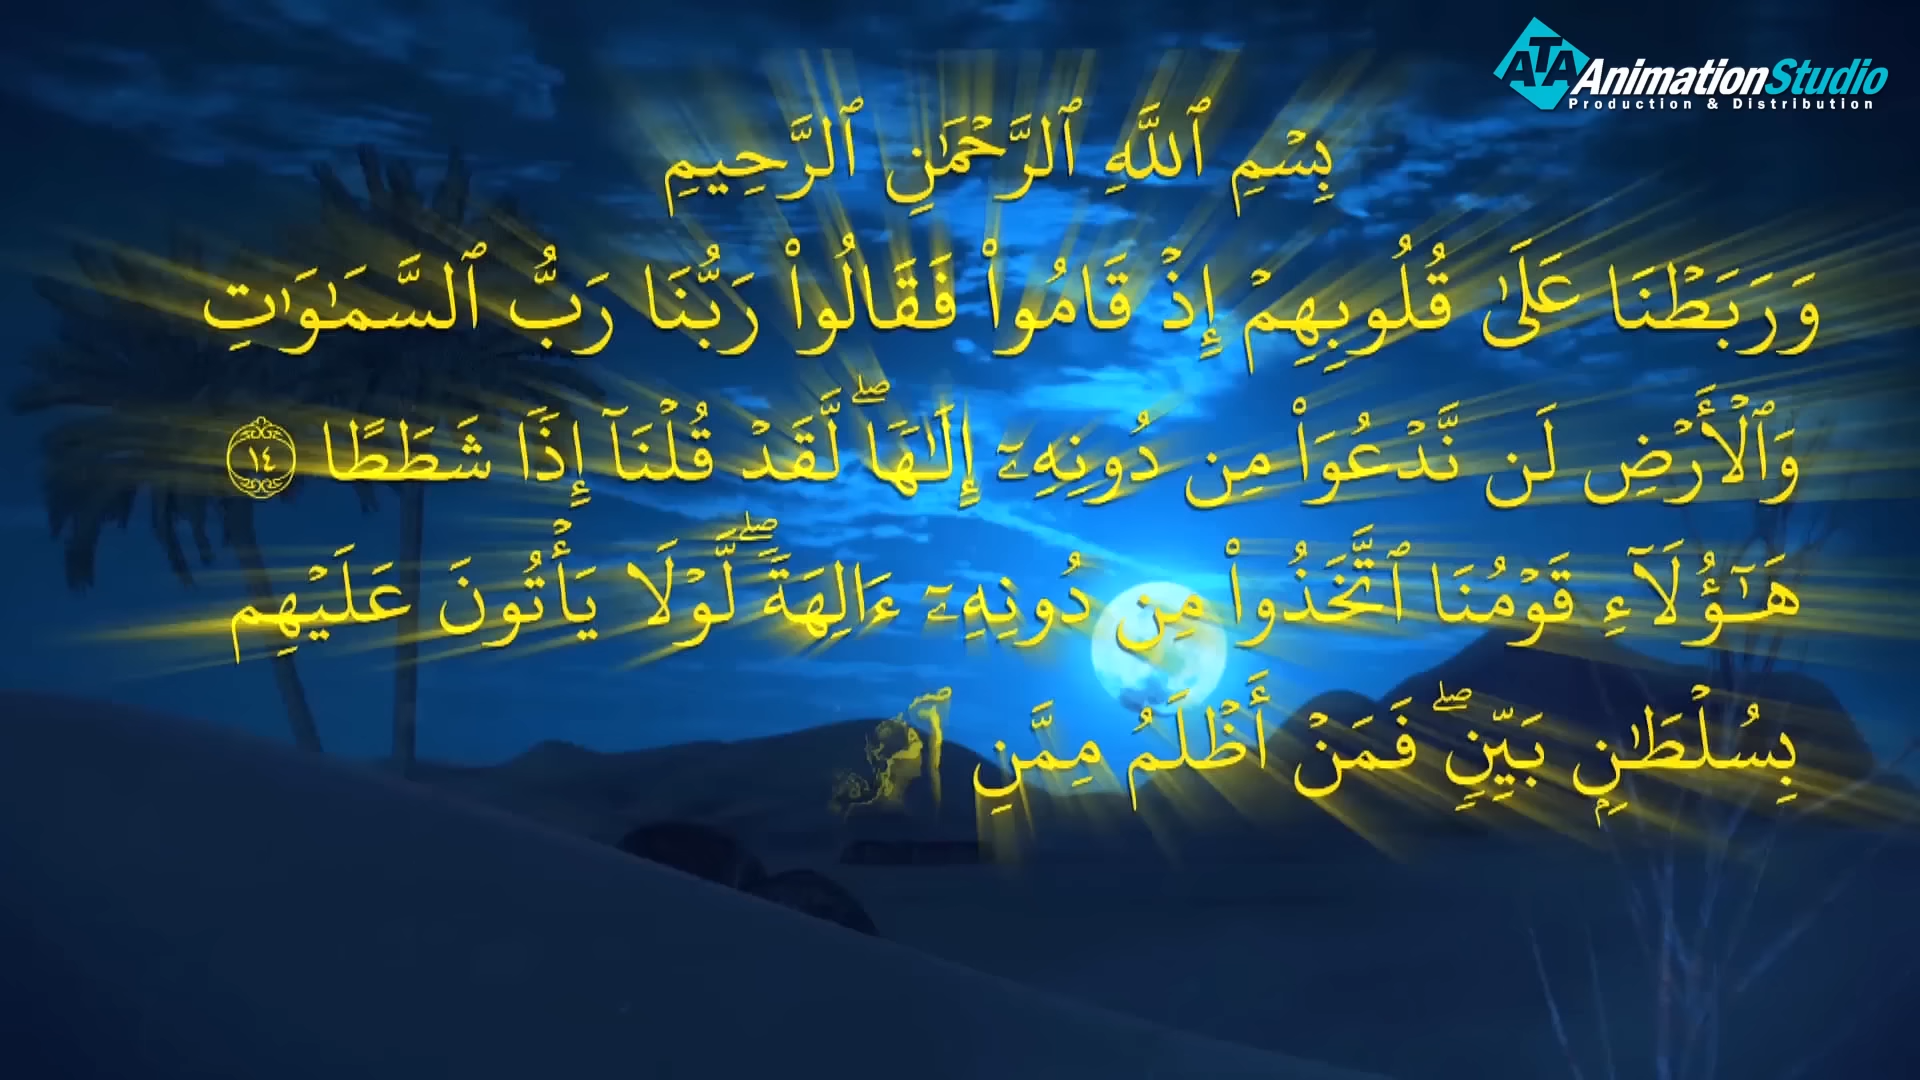 ATA AnimationStudio
Production & Distribution
بِسْمِ ٱللَّهِ ٱلرَّحْمَٰنِ ٱلرَّحِيمِ
وَرَبَطْنَا عَلَىٰ قُلُوبِهِمْ إِذْ قَامُوا۟ فَقَالُوا۟ رَبُّنَا رَبُّ ٱلسَّمَٰوَٰتِ
وَٱلْأَرْضِ لَن نَّدْعُوَا۟ مِن دُونِهِۦٓ إِلَٰهًۭا ۖ لَّقَدْ قُلْنَآ إِذًۭا شَطَطًا ١٤
هَٰٓؤُلَآءِ قَوْمُنَا ٱتَّخَذُوا۟ مِن دُونِهِۦٓ ءَالِهَةًۭ ۖ لَّوْلَا يَأْتُونَ عَلَيْهِم
بِسُلْطَٰنٍۭ بَيِّنٍۢ ۖ فَمَنْ أَظْلَمُ مِمَّنِ